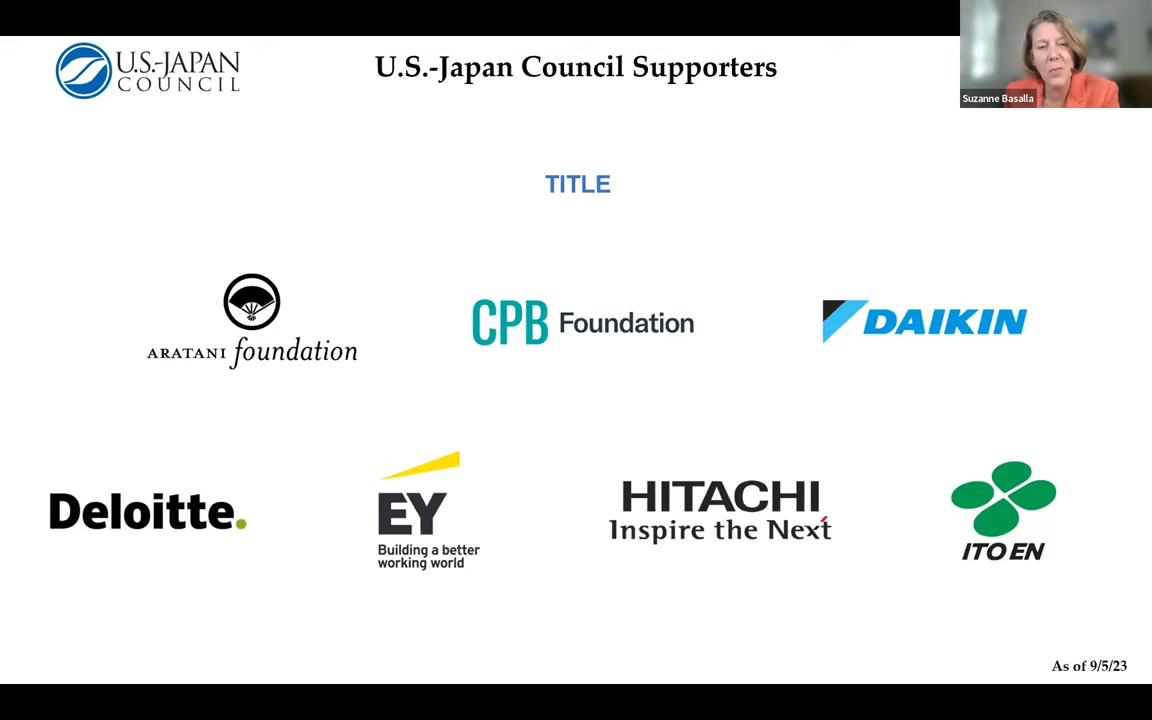 U.S.-JAPAN
COUNCIL
U.S.-Japan Council Supporters
Suzanne Basalla
TITLE
ARATANI foundation
CPB Foundation
DAIKIN
Deloitte.
EY
Building a better
working world
HITACHI
Inspire the Next
ITO EN
As of 9/5/23